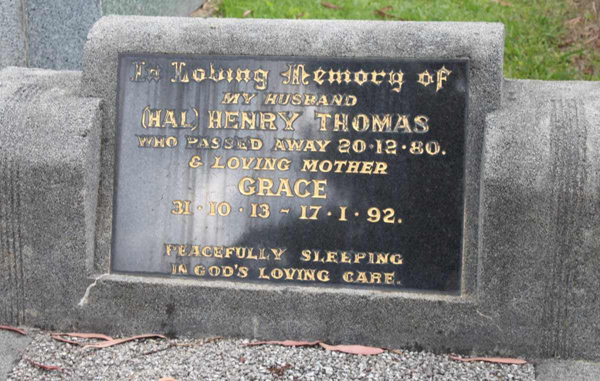 In Loving Memory of
MY HUSBAND
(HAL) HENRY THOMAS
WHO PASSED AWAY 20·12·80.
& LOVING MOTHER
GRACE
31·10·13 - 17·1·92.
PEACEFULLY SLEEPING
IN GOD'S LOVING CARE.